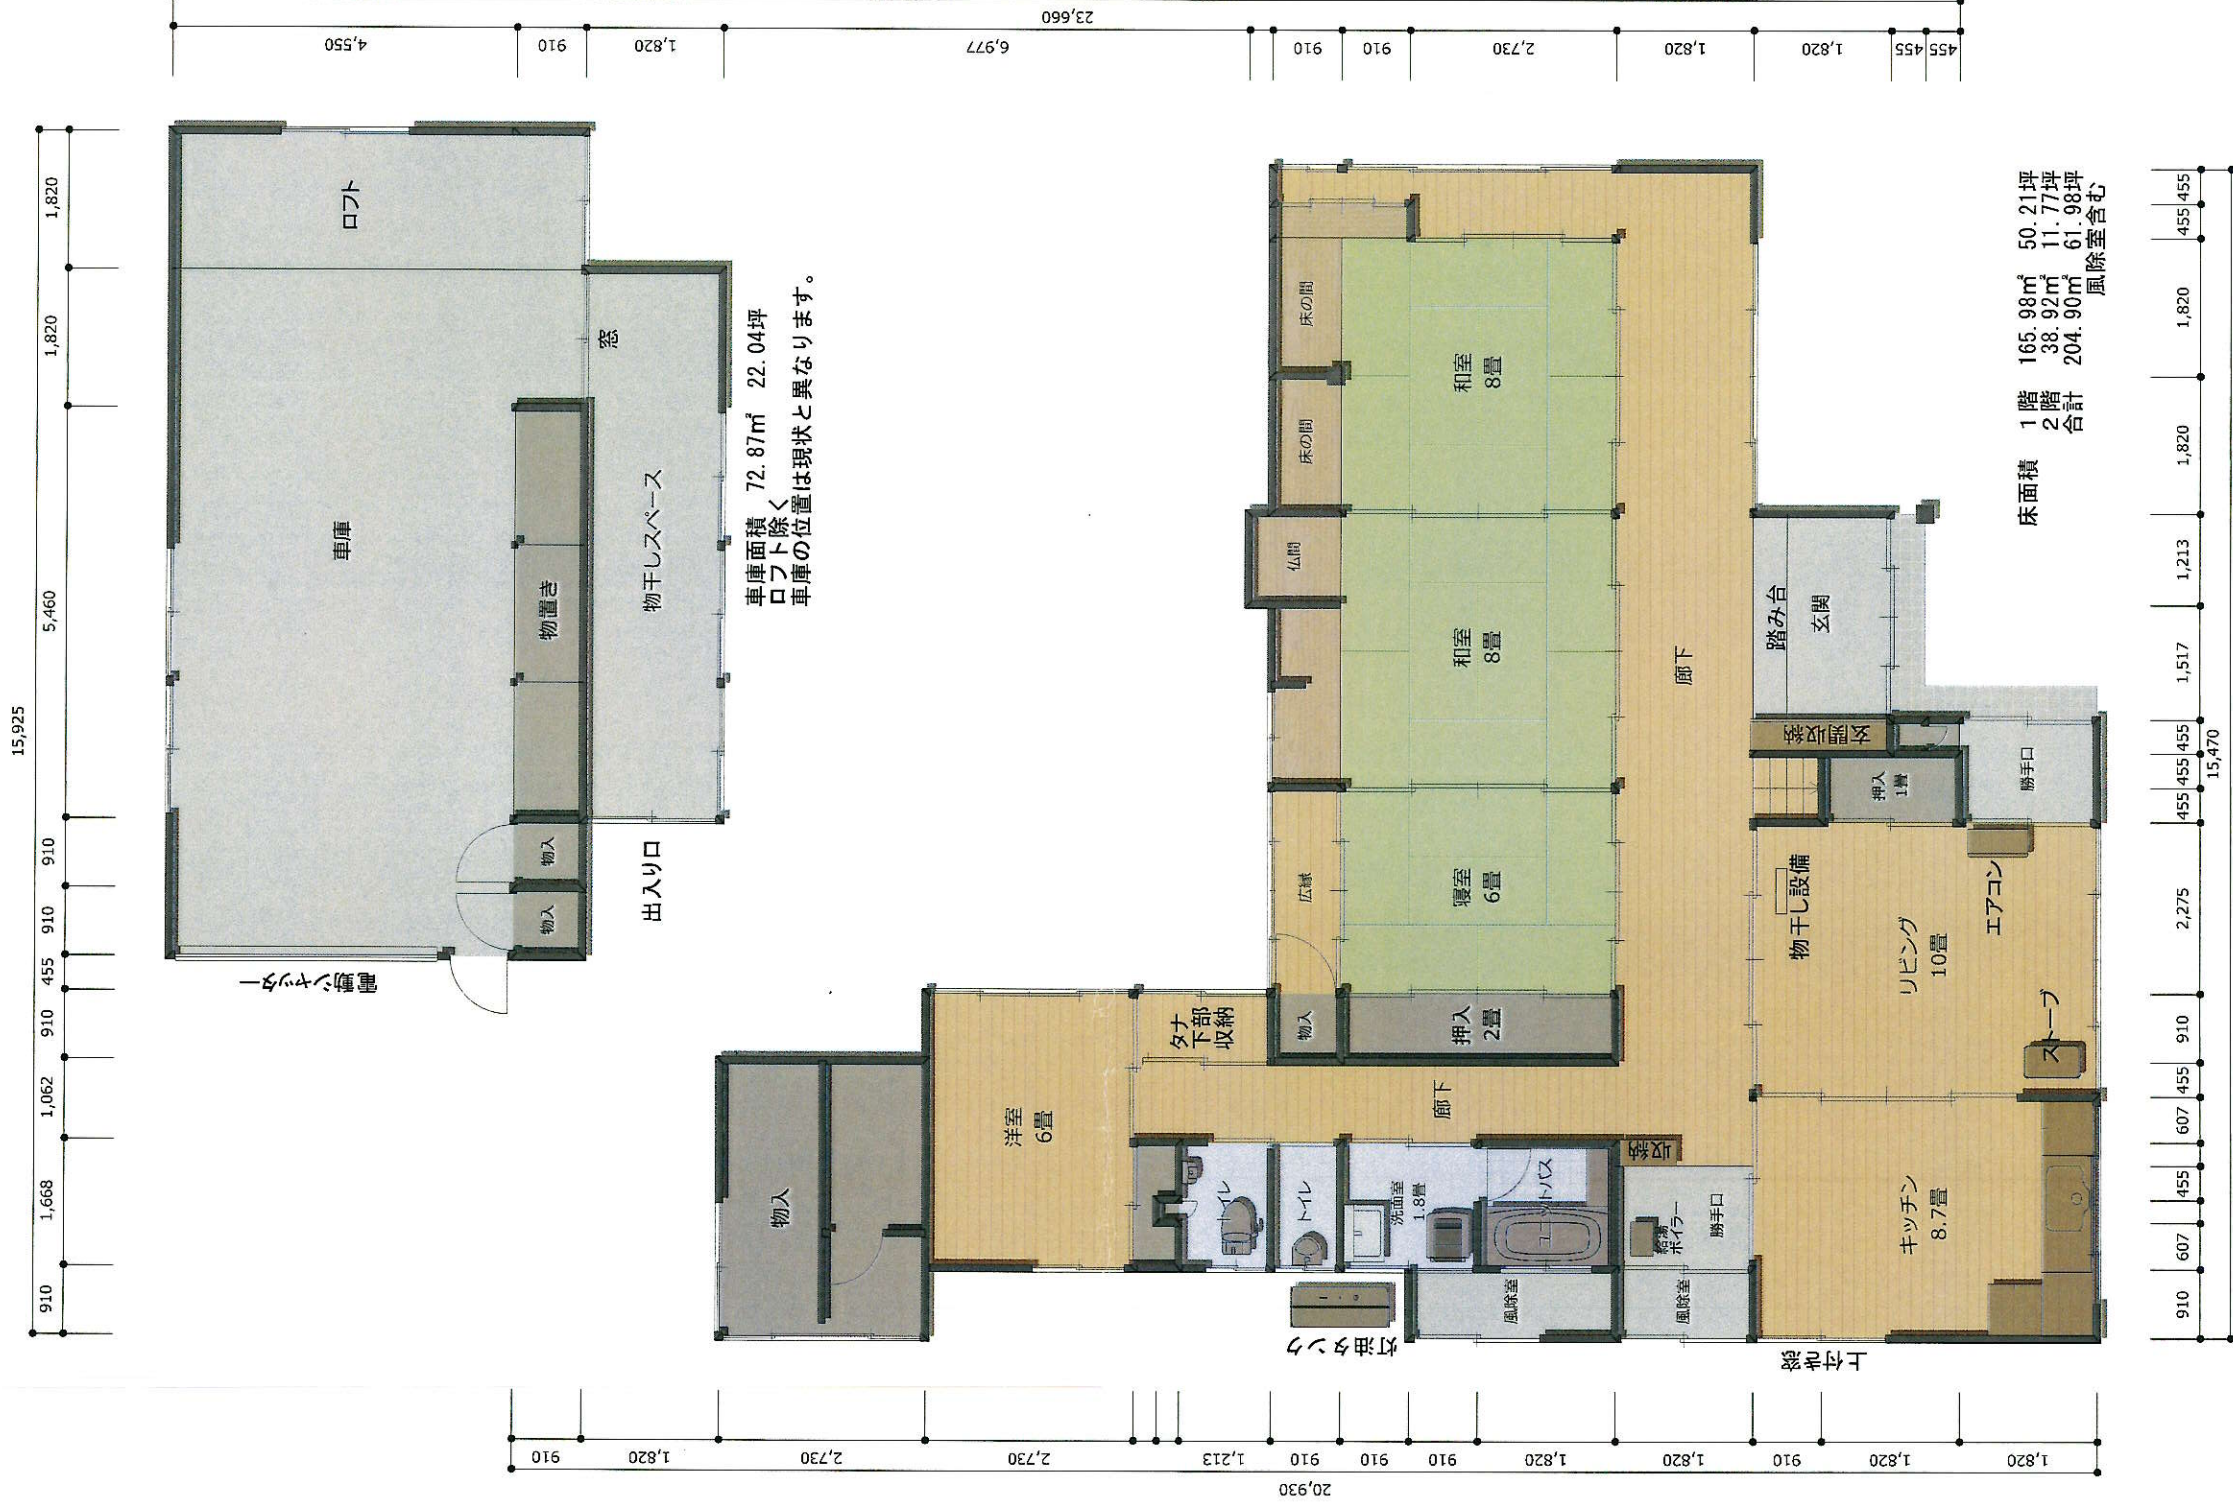 15,925
1,820
1,820
5,460
910
910
455
910
1,062
1,668
910
23,660
4,550
910
1,820
6,977
910
910
2,730
1,820
1,820
455
455
ロフト
車庫
物置き
物入
物入
窓
物干しスペース
出入り口
電動シャッター
車庫面積 72.87㎡ 22.04坪
ロフト除く
車庫の位置は現状と異なります。
床の間
床の間
仏間
広縁
物入
和室
8畳
和室
8畳
寝室
6畳
押入
2畳
廊下
廊下
タナ
下部
収納
洋室
6畳
物入
トイレ
洗面室
1.8畳
収納
給湯
ボイラー
勝手口
風除室
風除室
灯油タンク
踏み台
玄関
玄関収納
押入
1畳
勝手口
物干し設備
リビング
10畳
エアコン
ストーブ
キッチン
8.7畳
上付き窓
床面積 1階 165.98㎡ 50.21坪
2階 38.92㎡ 11.77坪
合計 204.90㎡ 61.98坪
風除室含む
455
455
1,820
1,820
1,213
1,517
455
455
455
2,275
910
455
607
455
607
910
15,470
910
1,820
2,730
2,730
1,213
910
910
910
1,820
1,820
910
1,820
1,820
20,930